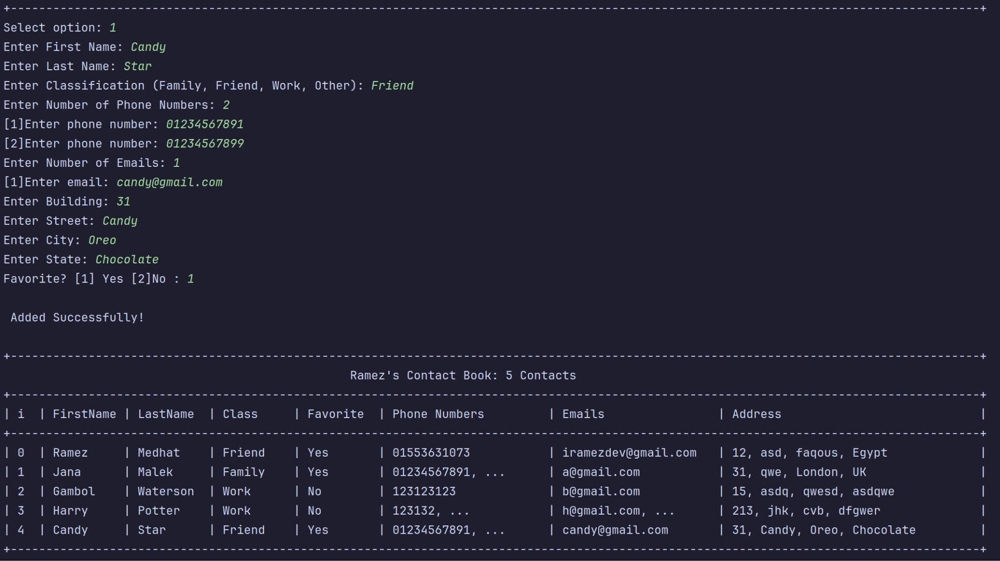 +-----------------------------------------------------------------------------------------------------------------------------------------+
Select option: 1
Enter First Name: Candy
Enter Last Name: Star
Enter Classification (Family, Friend, Work, Other): Friend
Enter Number of Phone Numbers: 2
[1]Enter phone number: 01234567891
[2]Enter phone number: 01234567899
Enter Number of Emails: 1
[1]Enter email: candy@gmail.com
Enter Building: 31
Enter Street: Candy
Enter City: Oreo
Enter State: Chocolate
Favorite? [1] Yes [2]No : 1
Added Successfully!
+-----------------------------------------------------------------------------------------------------------------------------------------+
Ramez's Contact Book: 5 Contacts
+-----------------------------------------------------------------------------------------------------------------------------------------+
| i  | FirstName | LastName  | Class     | Favorite  | Phone Numbers         | Emails                | Address                            |
+-----------------------------------------------------------------------------------------------------------------------------------------+
| 0  | Ramez     | Medhat    | Friend    | Yes       | 01553631073           | iramezdev@gmail.com   | 12, asd, faqous, Egypt             |
| 1  | Jana      | Malek     | Family    | Yes       | 01234567891, ...      | a@gmail.com           | 31, qwe, London, UK                |
| 2  | Gambol    | Waterson  | Work      | No        | 123123123             | b@gmail.com           | 15, asdq, qwesd, asdqwe            |
| 3  | Harry     | Potter    | Work      | No        | 123132, ...           | h@gmail.com, ...      | 213, jhk, cvb, dfgwer              |
| 4  | Candy     | Star      | Friend    | Yes       | 01234567891, ...      | candy@gmail.com       | 31, Candy, Oreo, Chocolate         |
+-----------------------------------------------------------------------------------------------------------------------------------------+